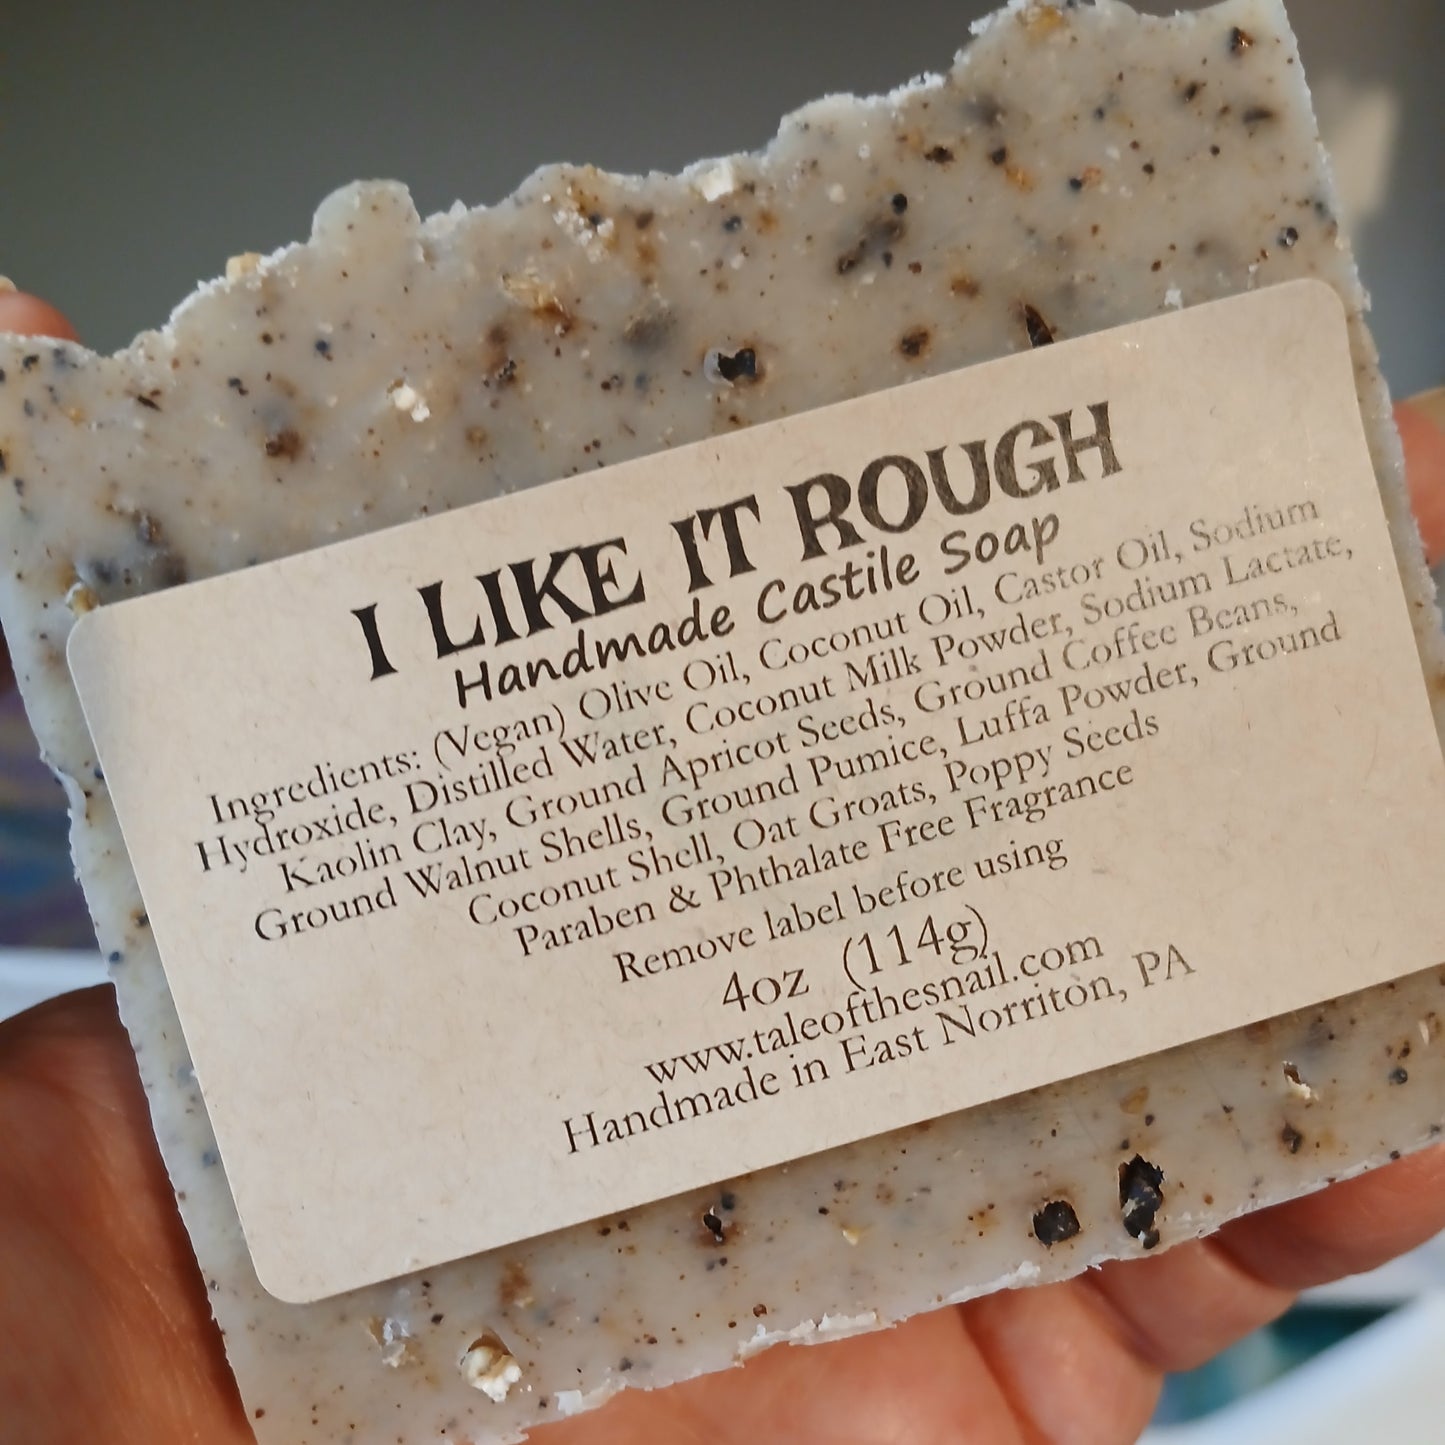 I LIKE IT ROUGH
Handmade Castile Soap
Ingredients: (Vegan) Olive Oil, Coconut Oil, Castor Oil, Sodium
Hydroxide, Distilled Water, Coconut Milk Powder, Sodium Lactate,
Kaolin Clay, Ground Apricot Seeds, Ground Coffee Beans,
Ground Walnut Shells, Ground Pumice, Luffa Powder, Ground
Coconut Shell, Oat Groats, Poppy Seeds
Paraben & Phthalate Free Fragrance
Remove label before using
4oz (114g)
www.taleofthesnail.com
Handmade in East Norriton, PA